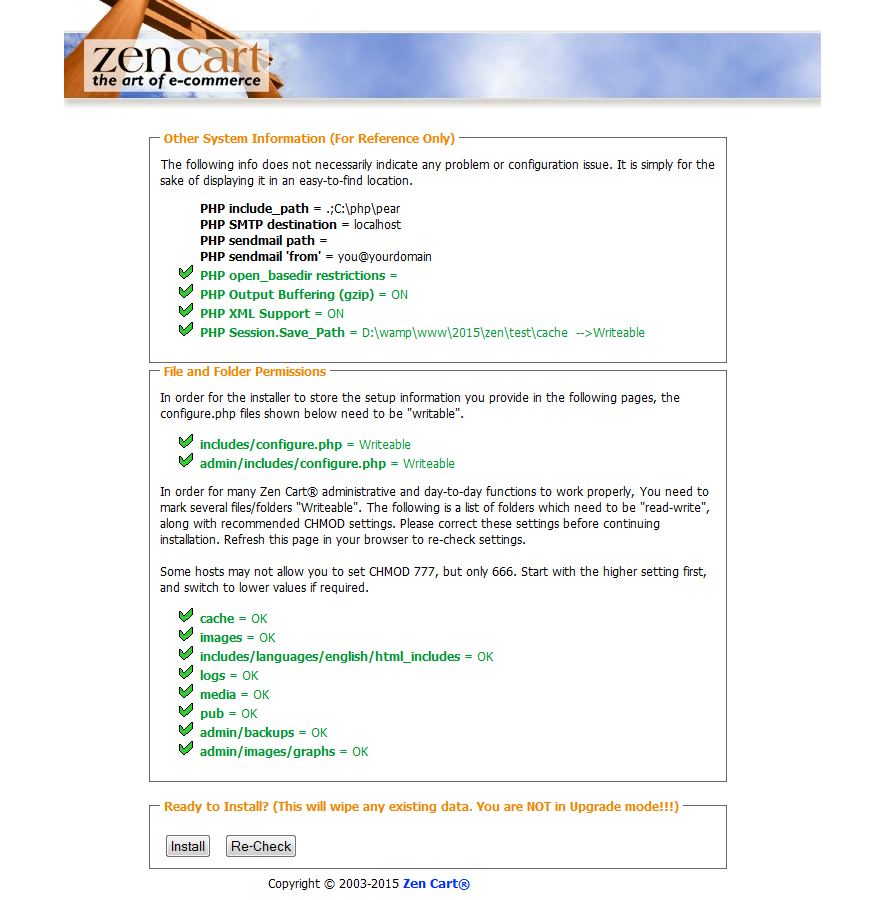 zencart
the art of e-commerce
Other System Information (For Reference Only)
The following info does not necessarily indicate any problem or configuration issue. It is simply for the
sake of displaying it in an easy-to-find location.
PHP include_path = .;C:\php\pear
PHP SMTP destination = localhost
PHP sendmail path =
PHP sendmail 'from' = you@yourdomain
PHP open_basedir restrictions =
PHP Output Buffering (gzip) = ON
PHP XML Support = ON
PHP Session.Save_Path = D:\wamp\www\2015\zen\test\cache -->Writeable
File and Folder Permissions
In order for the installer to store the setup information you provide in the following pages, the
configure.php files shown below need to be "writable".
includes/configure.php = Writeable
admin/includes/configure.php = Writeable
In order for many Zen Cart® administrative and day-to-day functions to work properly, You need to
mark several files/folders "Writeable". The following is a list of folders which need to be "read-write",
along with recommended CHMOD settings. Please correct these settings before continuing
installation. Refresh this page in your browser to re-check settings.
Some hosts may not allow you to set CHMOD 777, but only 666. Start with the higher setting first,
and switch to lower values if required.
cache = OK
images = OK
includes/languages/english/html_includes = OK
logs = OK
media = OK
pub = OK
admin/backups = OK
admin/images/graphs = OK
Ready to Install? (This will wipe any existing data. You are NOT in Upgrade mode!!!)
Install Re-Check
Copyright © 2003-2015 Zen Cart®